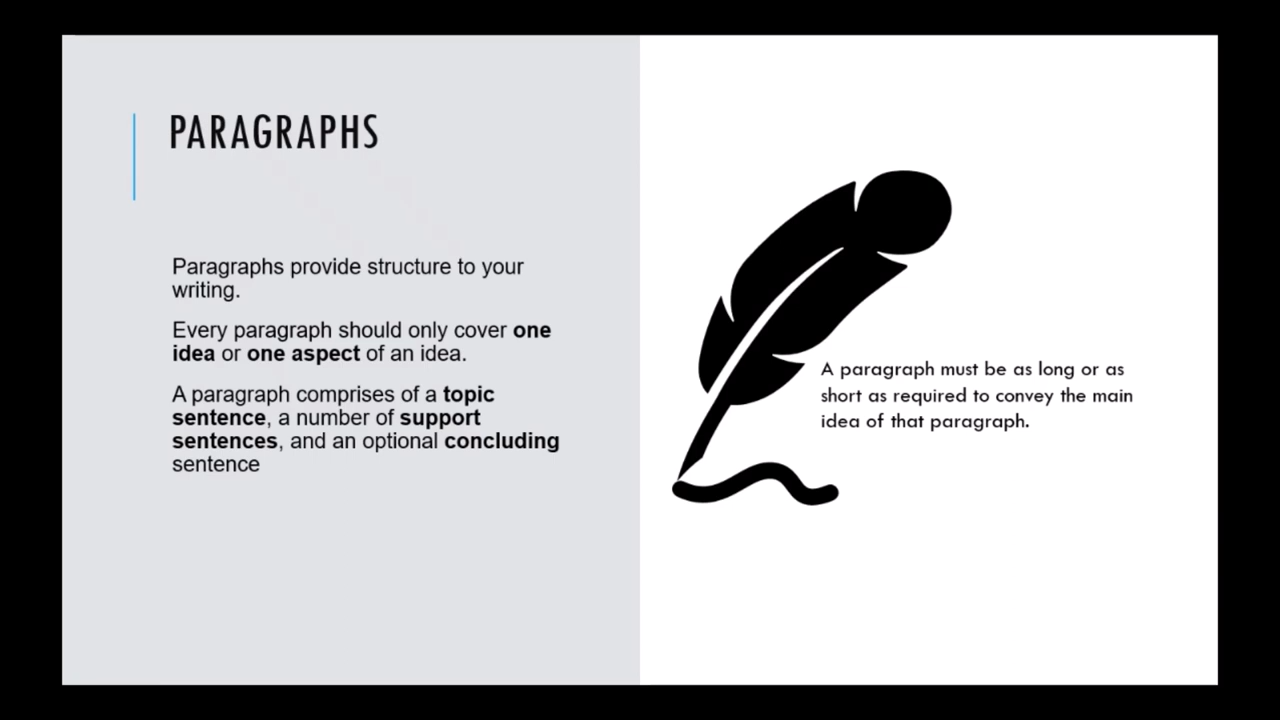 PARAGRAPHS
Paragraphs provide structure to your
writing.
Every paragraph should only cover one
idea or one aspect of an idea.
A paragraph comprises of a topic
sentence, a number of support
sentences, and an optional concluding
sentence
A paragraph must be as long or as
short as required to convey the main
idea of that paragraph.